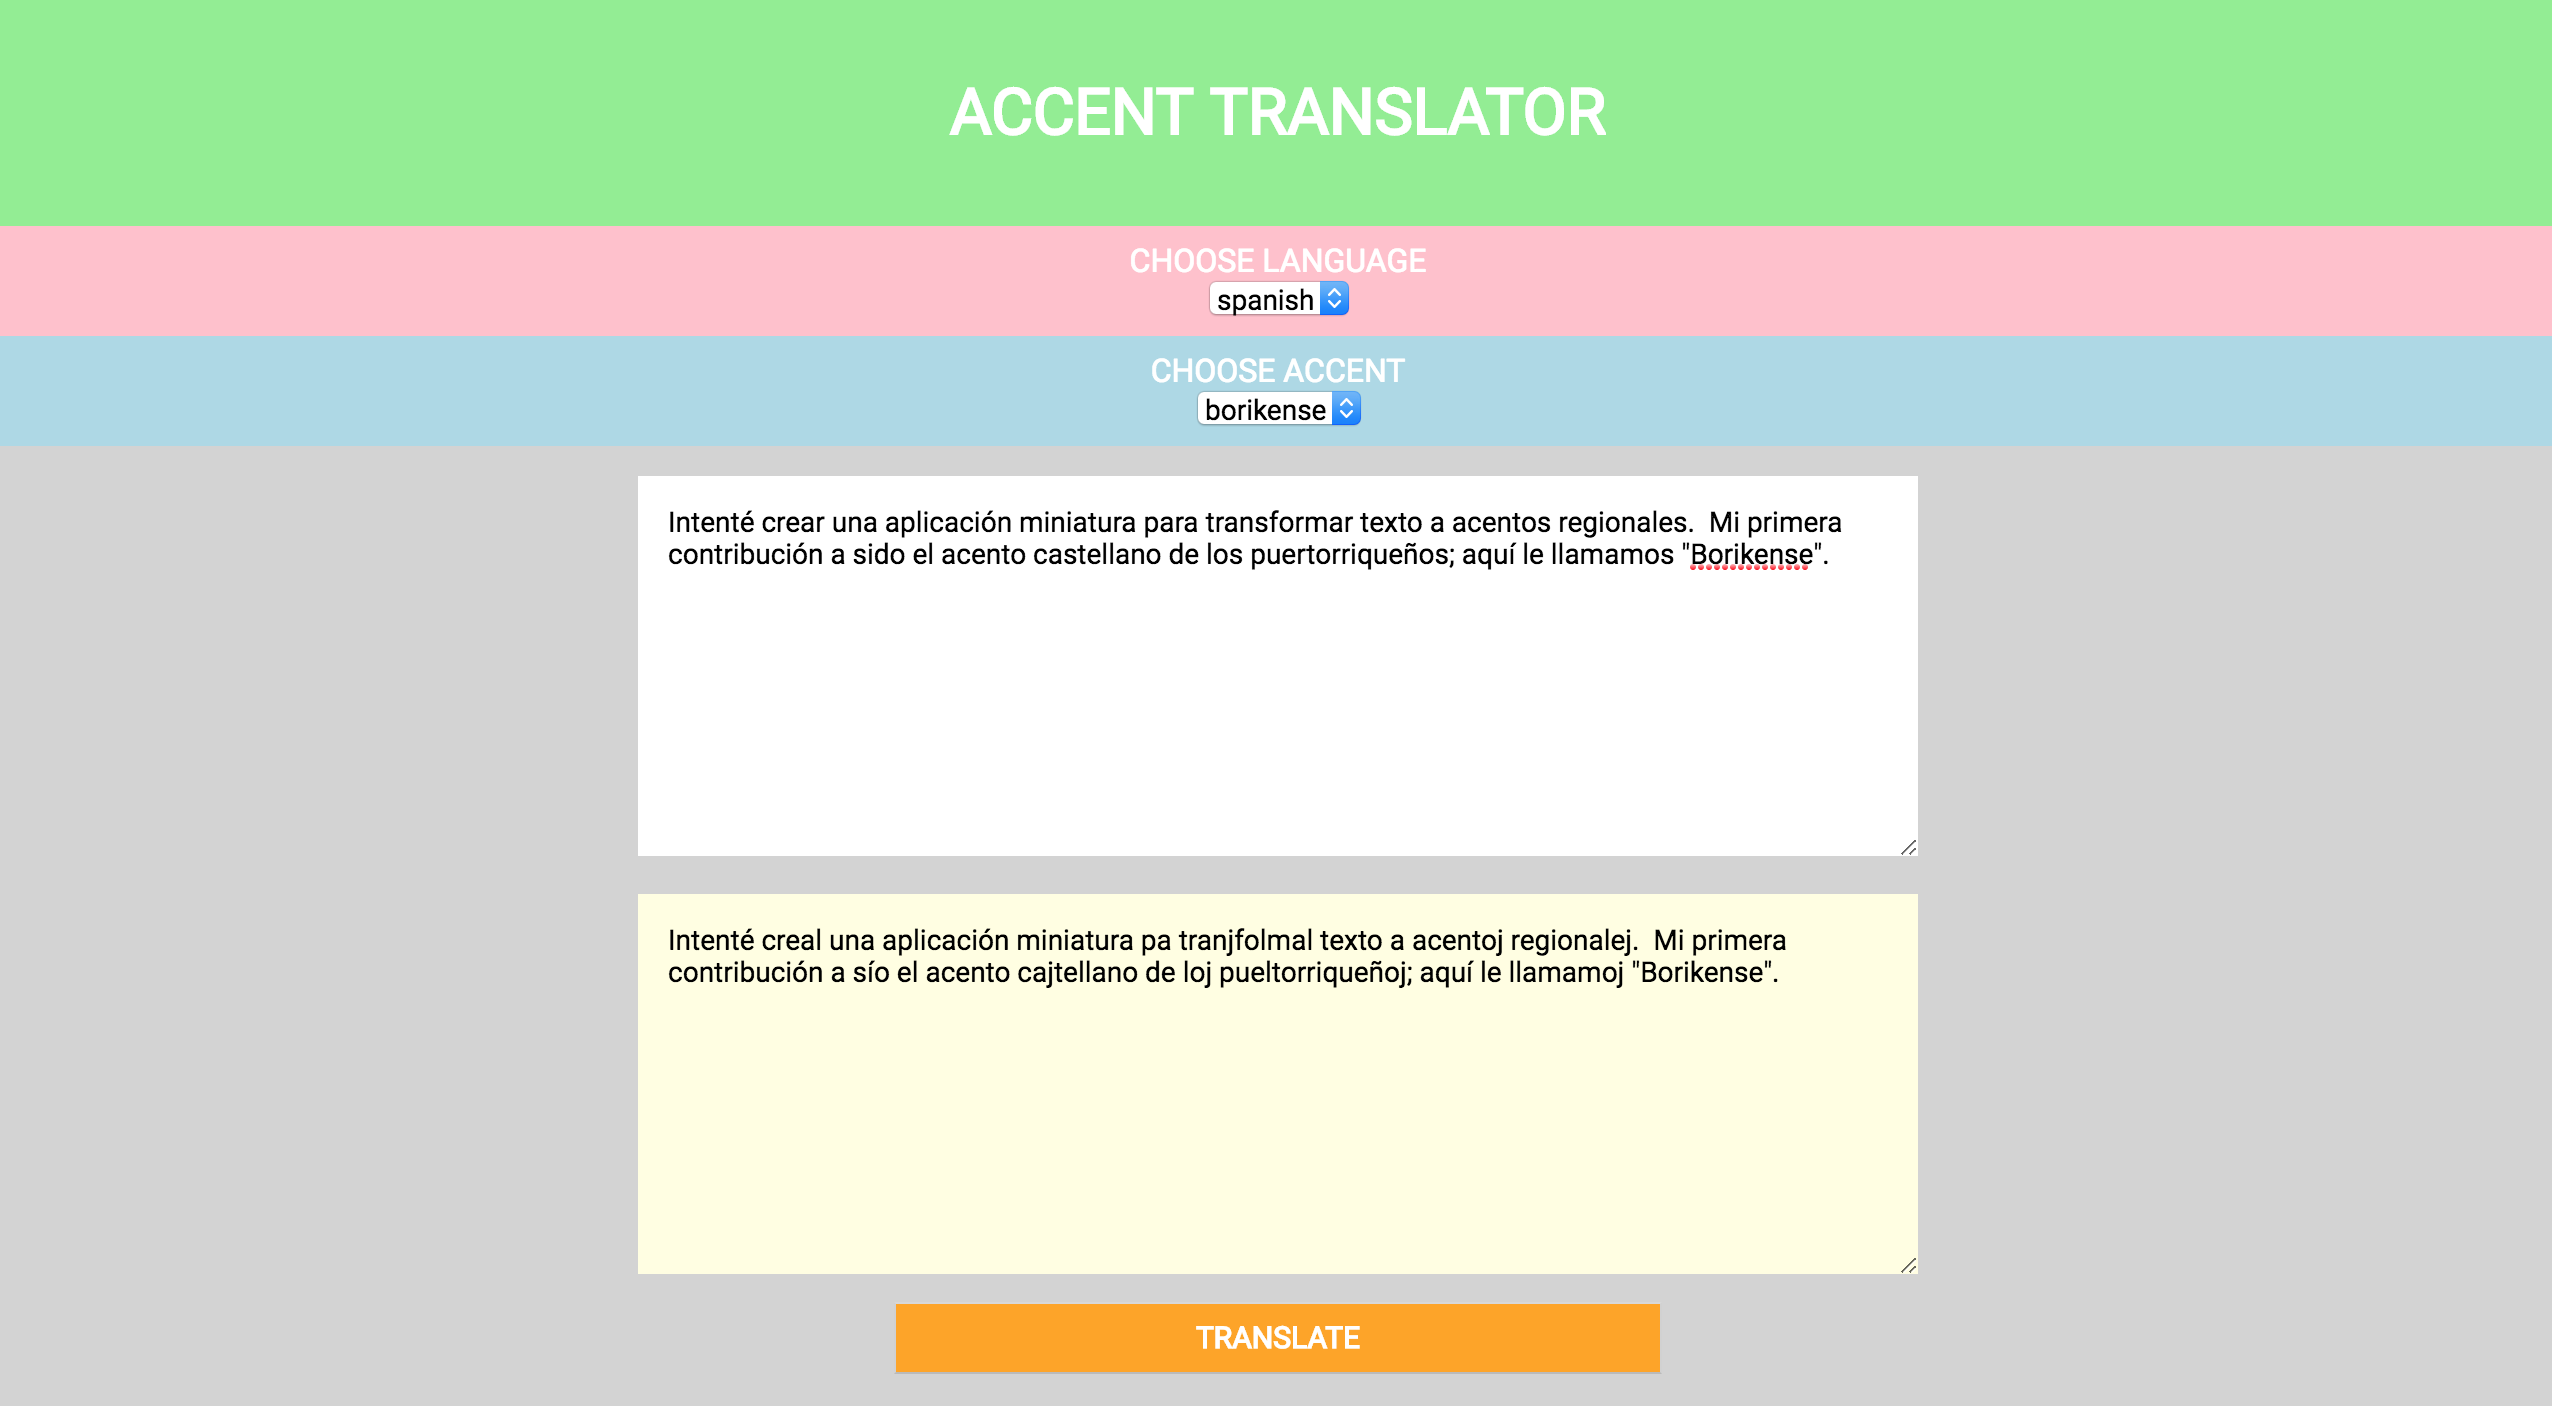 ACCENT TRANSLATOR
CHOOSE LANGUAGE
spanish
CHOOSE ACCENT
borikense
Intenté crear una aplicación miniatura para transformar texto a acentos regionales.  Mi primera
contribución a sido el acento castellano de los puertorriqueños; aquí le llamamos "Borikense".
Intenté creal una aplicación miniatura pa tranjfolmal texto a acentoj regionalej.  Mi primera
contribución a sío el acento cajtellano de loj pueltorriqueñoj; aquí le llamamoj "Borikense".
TRANSLATE